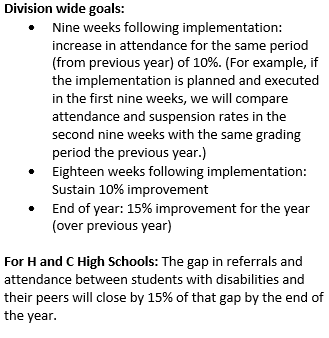 Division wide goals:
• Nine weeks following implementation:
increase in attendance for the same period
(from previous year) of 10%. (For example, if
the implementation is planned and executed
in the first nine weeks, we will compare
attendance and suspension rates in the
second nine weeks with the same grading
period the previous year.)
• Eighteen weeks following implementation:
Sustain 10% improvement
• End of year: 15% improvement for the year
(over previous year)
For H and C High Schools: The gap in referrals and
attendance between students with disabilities and
their peers will close by 15% of that gap by the end of
the year.